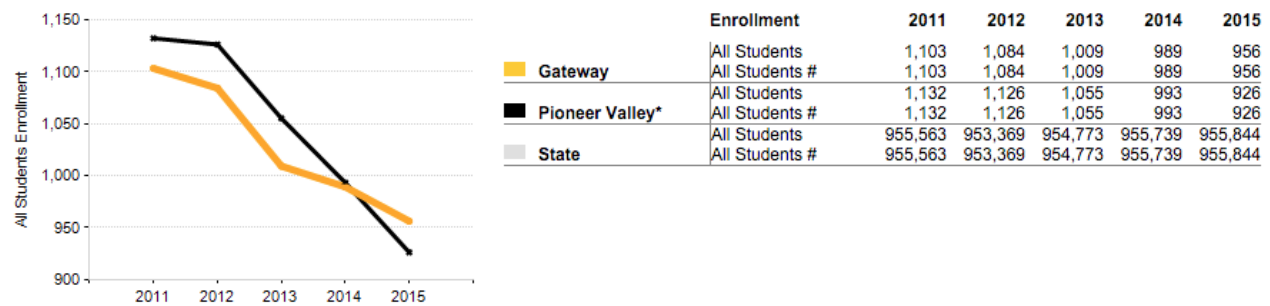 1,150
1,100
1,050
1,000
950
900
All Students Enrollment
2011 2012 2013 2014 2015
Enrollment 2011 2012 2013 2014 2015
All Students 1,103 1,084 1,009 989 956
Gateway All Students # 1,103 1,084 1,009 989 956
All Students 1,132 1,126 1,055 993 926
Pioneer Valley* All Students # 1,132 1,126 1,055 993 926
All Students 955,563 953,369 954,773 955,739 955,844
State All Students # 955,563 953,369 954,773 955,739 955,844